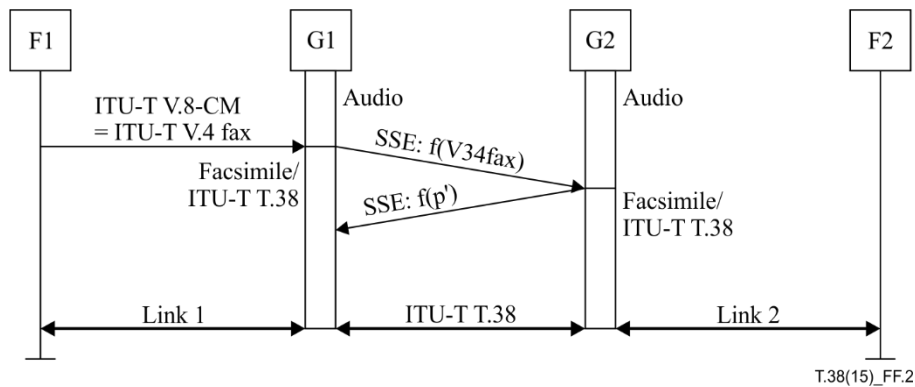 F1
G1
G2
F2
Audio
Audio
ITU-T V.8-CM
= ITU-T V.4 fax
SSE: f(V34fax)
Facsimile/
ITU-T T.38
SSE: f(p')
Facsimile/
ITU-T T.38
Link 1
ITU-T T.38
Link 2
T.38(15)_FF.2